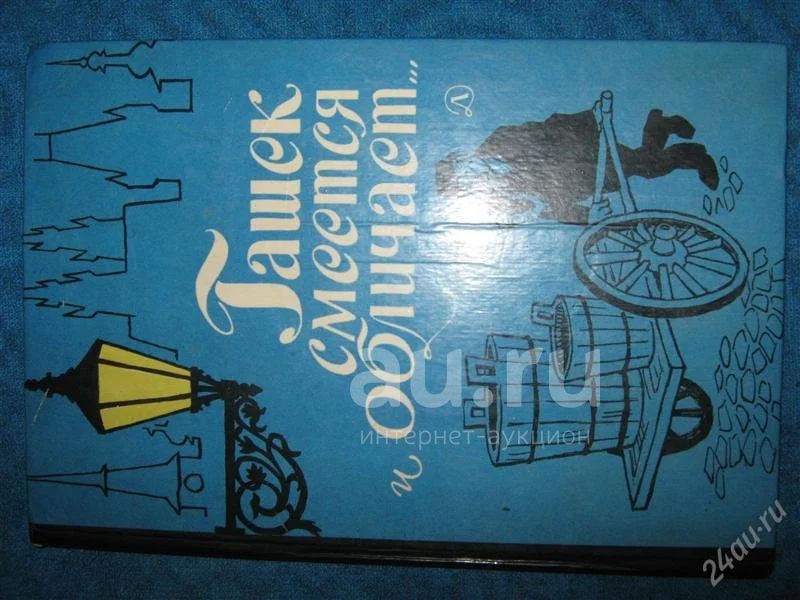 Гашек
смеется
и обличает...
au.ru
интернет-аукцион
24au.ru